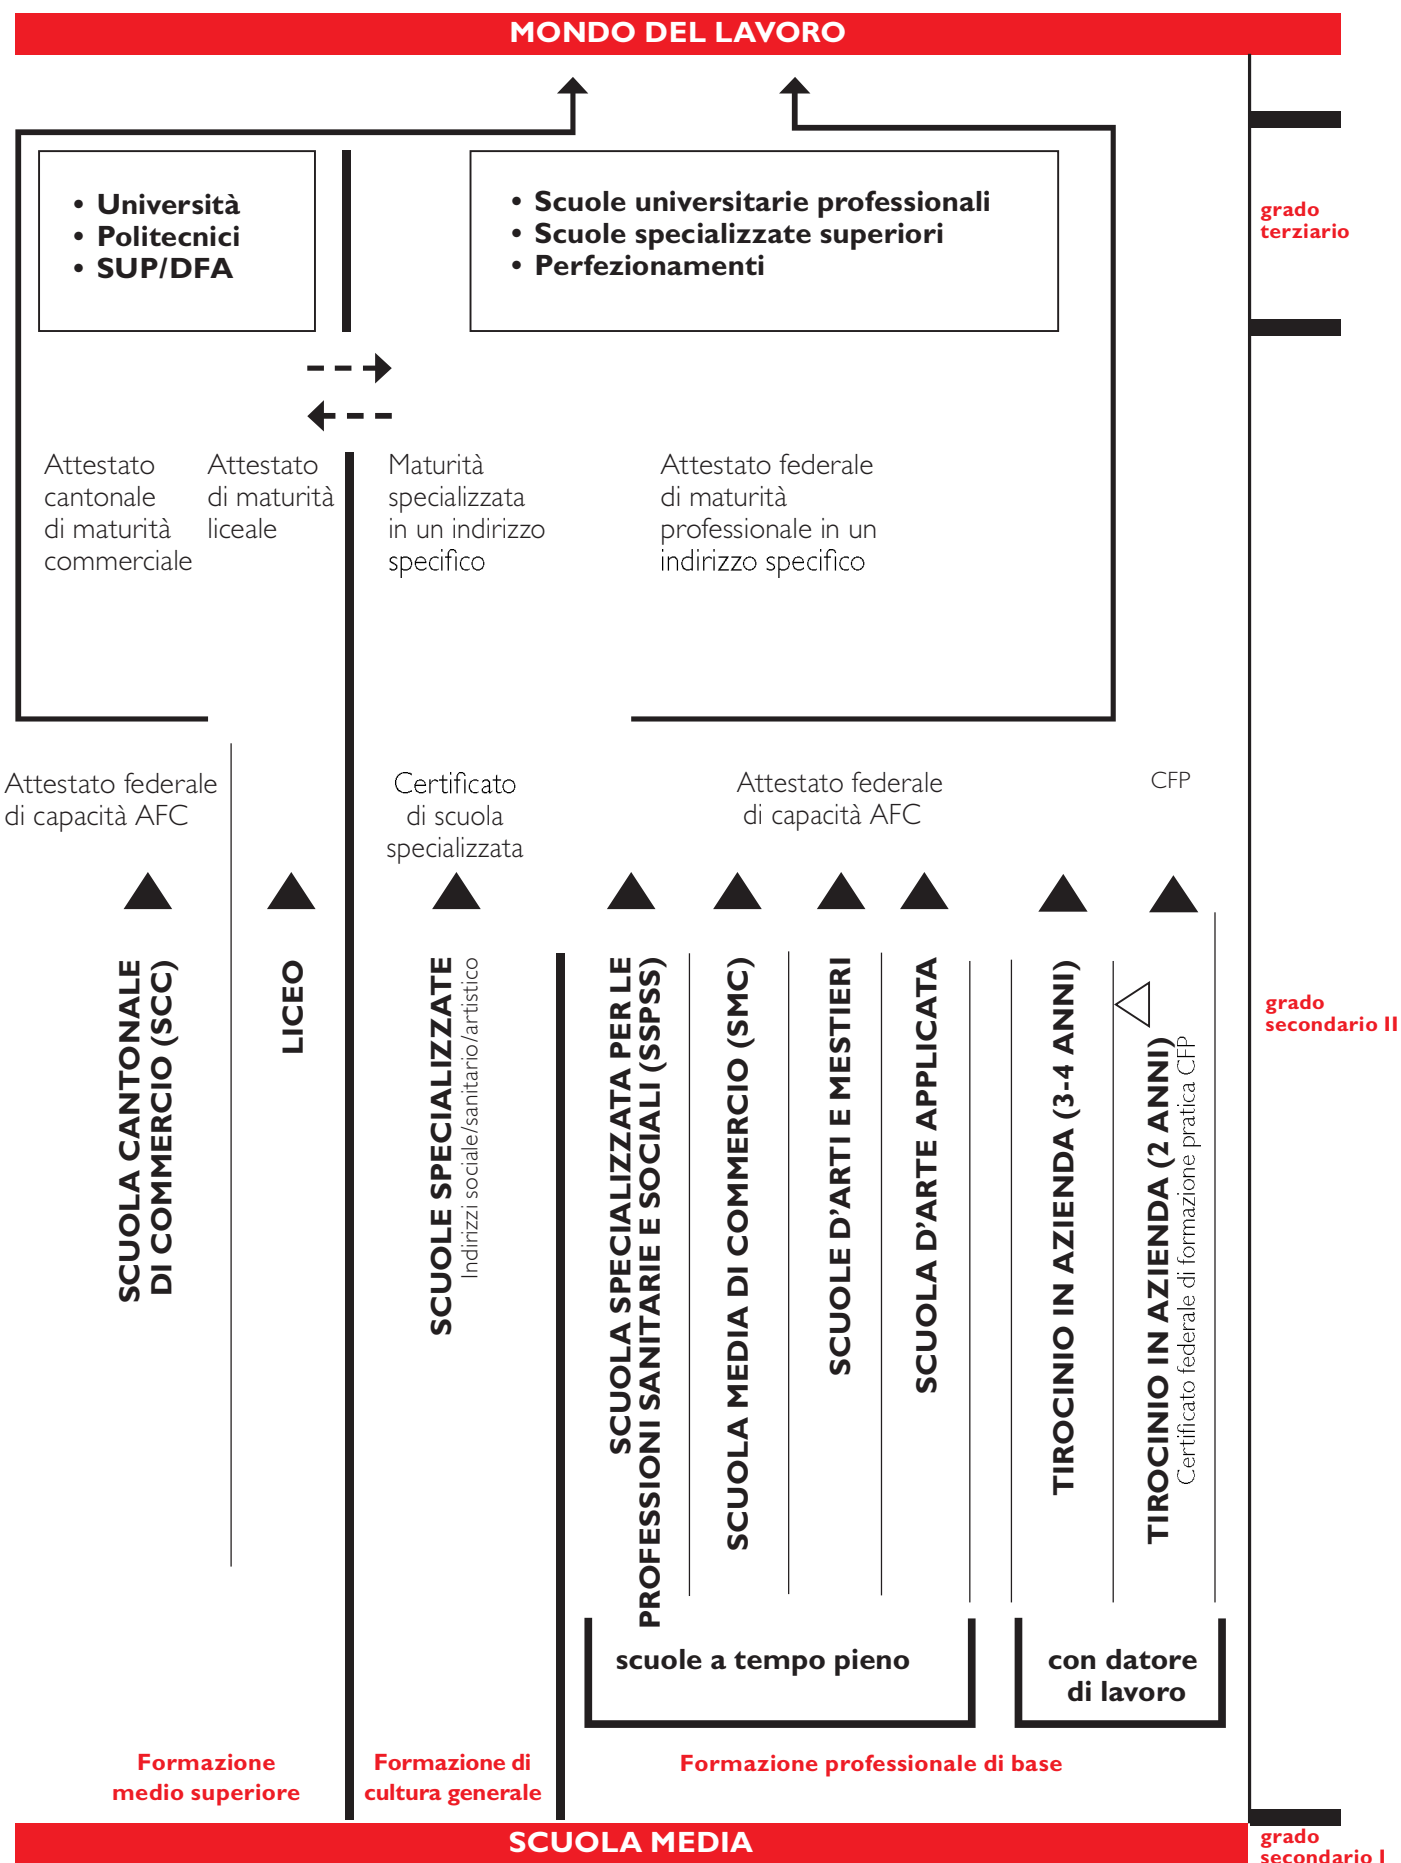 MONDO DEL LAVORO
• Università
• Politecnici
• SUP/DFA
• Scuole universitarie professionali
• Scuole specializzate superiori
• Perfezionamenti
grado
terziario
Attestato
cantonale
di maturità
commerciale
Attestato
di maturità
liceale
Maturità
specializzata
in un indirizzo
specifico
Attestato federale
di maturità
professionale in un
indirizzo specifico
Attestato federale
di capacità AFC
Certificato
di scuola
specializzata
Attestato federale
di capacità AFC
CFP
SCUOLA CANTONALE
DI COMMERCIO (SCC)
LICEO
SCUOLE SPECIALIZZATE
Indirizzi sociale/sanitario/artistico
SCUOLA SPECIALIZZATA PER LE
PROFESSIONI SANITARIE E SOCIALI (SSPSS)
SCUOLA MEDIA DI COMMERCIO (SMC)
SCUOLE D’ARTI E MESTIERI
SCUOLA D’ARTE APPLICATA
TIROCINIO IN AZIENDA (3-4 ANNI)
TIROCINIO IN AZIENDA (2 ANNI)
Certificato federale di formazione pratica CFP
grado
secondario II
scuole a tempo pieno
con datore
di lavoro
Formazione
medio superiore
Formazione di
cultura generale
Formazione professionale di base
SCUOLA MEDIA
grado
secondario I